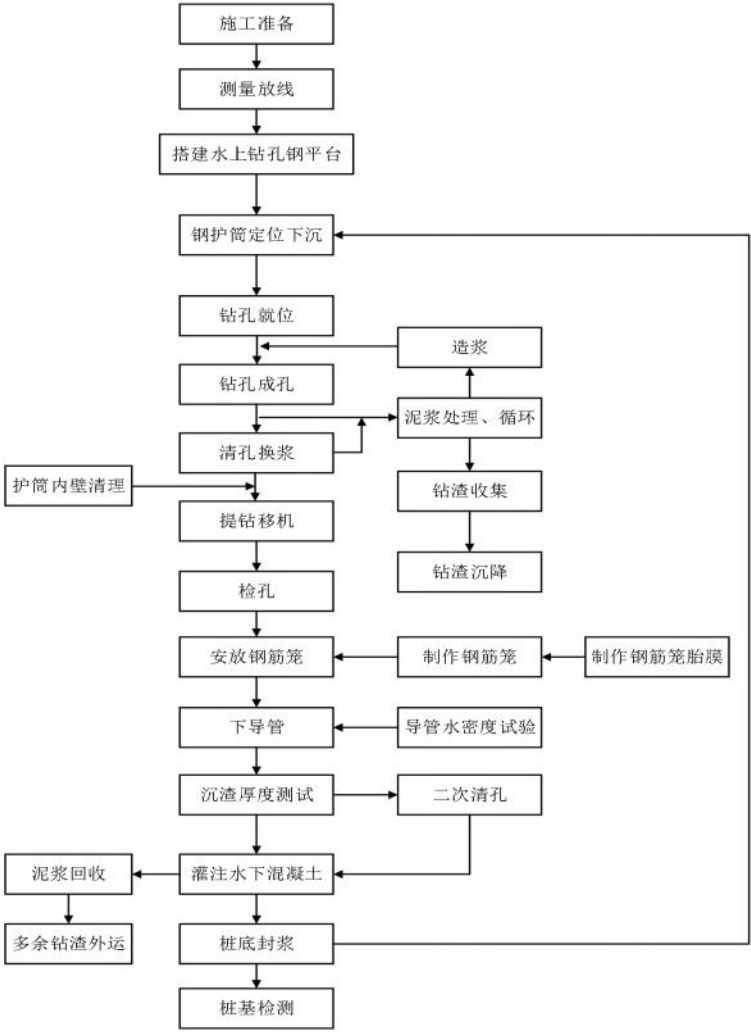 施工准备
测量放线
搭建水上钻孔钢平台
钢护筒定位下沉
钻孔就位
造浆
钻孔成孔
泥浆处理、循环
清孔换浆
护筒内壁清理
钻渣收集
提钻移机
钻渣沉降
检孔
安放钢筋笼
制作钢筋笼
制作钢筋笼胎膜
下导管
导管水密度试验
沉渣厚度测试
二次清孔
泥浆回收
灌注水下混凝土
多余钻渣外运
桩底封浆
桩基检测